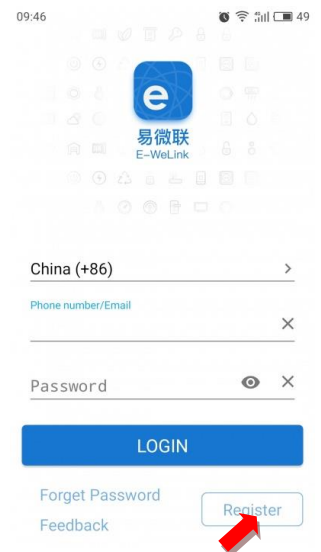 09:46
49
e
易微联
E-WeLink
China (+86)
Phone number/Email
Password
LOGIN
Forget Password
Register
Feedback